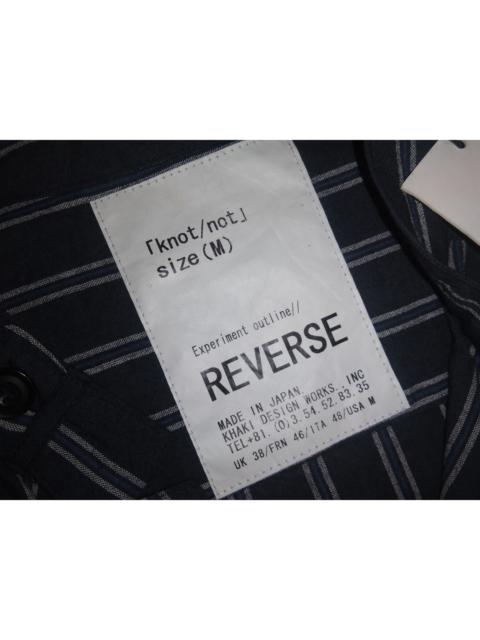 「knot/not」
size(M)
Experiment outline//
REVERSE
MADE IN JAPAN.
KHAKI DESIGN WORKS.,INC
TEL+81.(0)3.54.52.83.35
UK 38/FRN 46/ITA 48/USA M